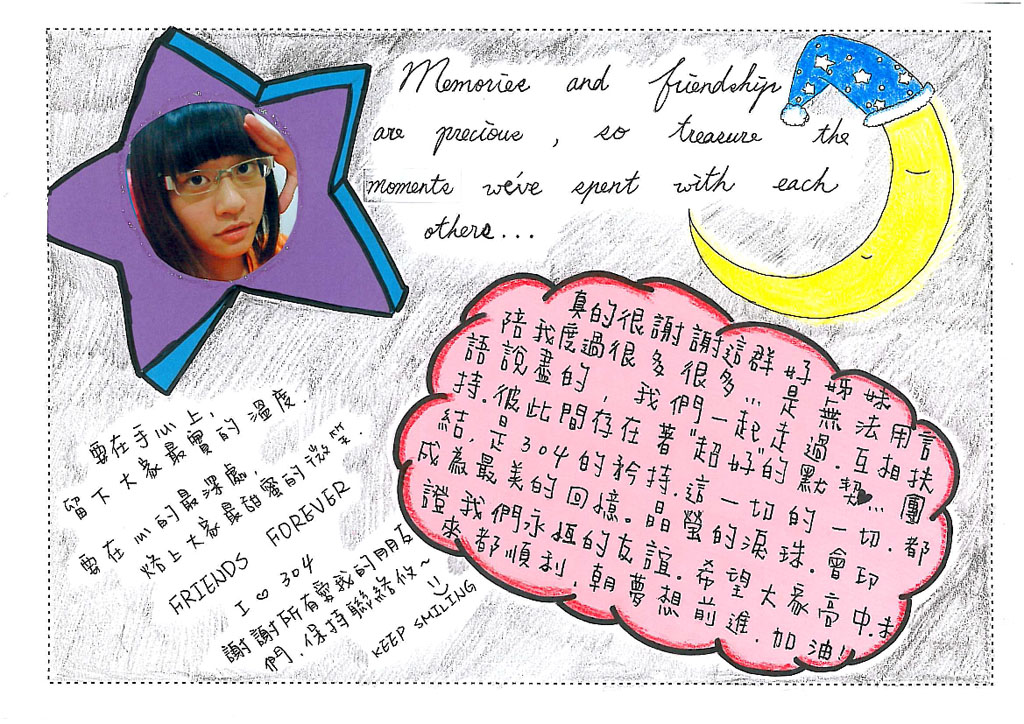 Memories and friendship
are precious, so treasure the
moments we've spent with each
others...
真的很謝謝這群好姊妹
陪我度過很多很多…是無法用言
語說盡的,我們一起走過.互相扶
持.彼此間存在著"超好"的默契♥團
結,是304的矜持.這一切的一切.都
成為最美的回憶。晶瑩的淚珠.會印
證我們永恆的友誼.希望大家高中未
來都順利.朝夢想前進.加油!
要在手心上,
留下大家最實的溫度.
要在心的最深處,
烙上大家最甜蜜的微笑.
FRIENDS FOREVER
I ♡ 304
謝謝所有愛我的朋友
們.保持聯絡攸~
KEEP SMILING